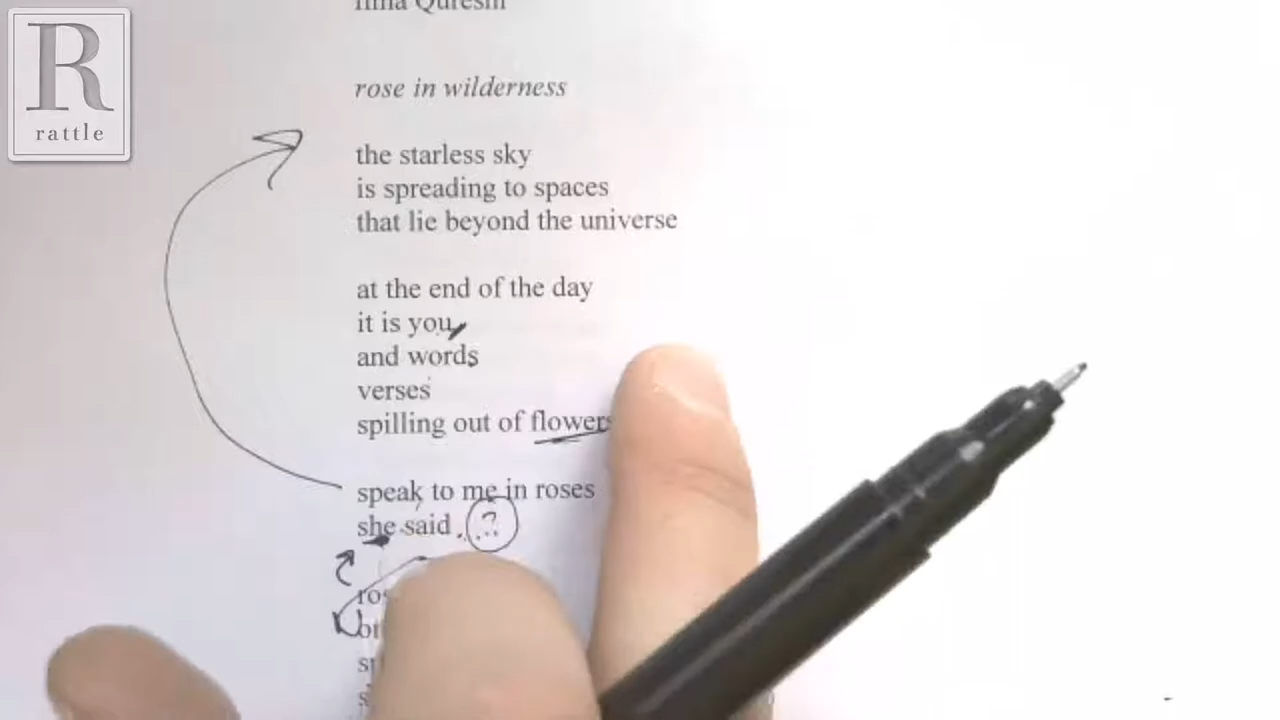 R
rattle
rose in wilderness
the starless sky
is spreading to spaces
that lie beyond the universe
at the end of the day
it is you,
and words
verses
spilling out of flowers
speak to me in roses
she said ...?